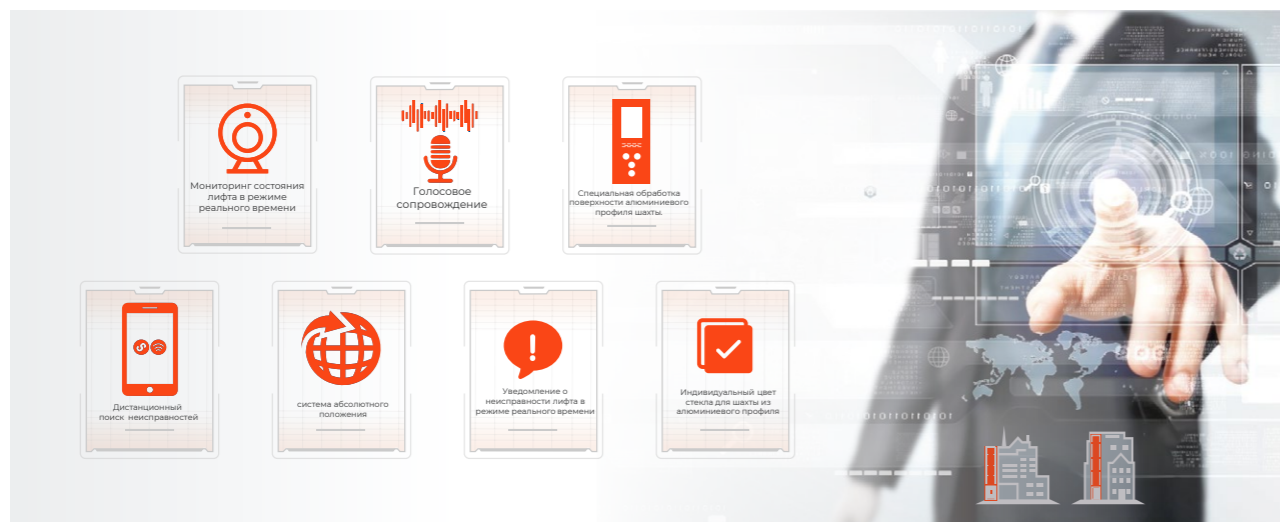 Мониторинг состояния
лифта в режиме
реального времени
Голосовое
сопровождение
Специальная обработка
поверхности алюминиевого
профиля шахты.
Дистанционный
поиск неисправностей
система абсолютного
положения
Уведомление о
неисправности лифта в
режиме реального времени
Индивидуальный цвет
стекла для шахты из
алюминиевого профиля